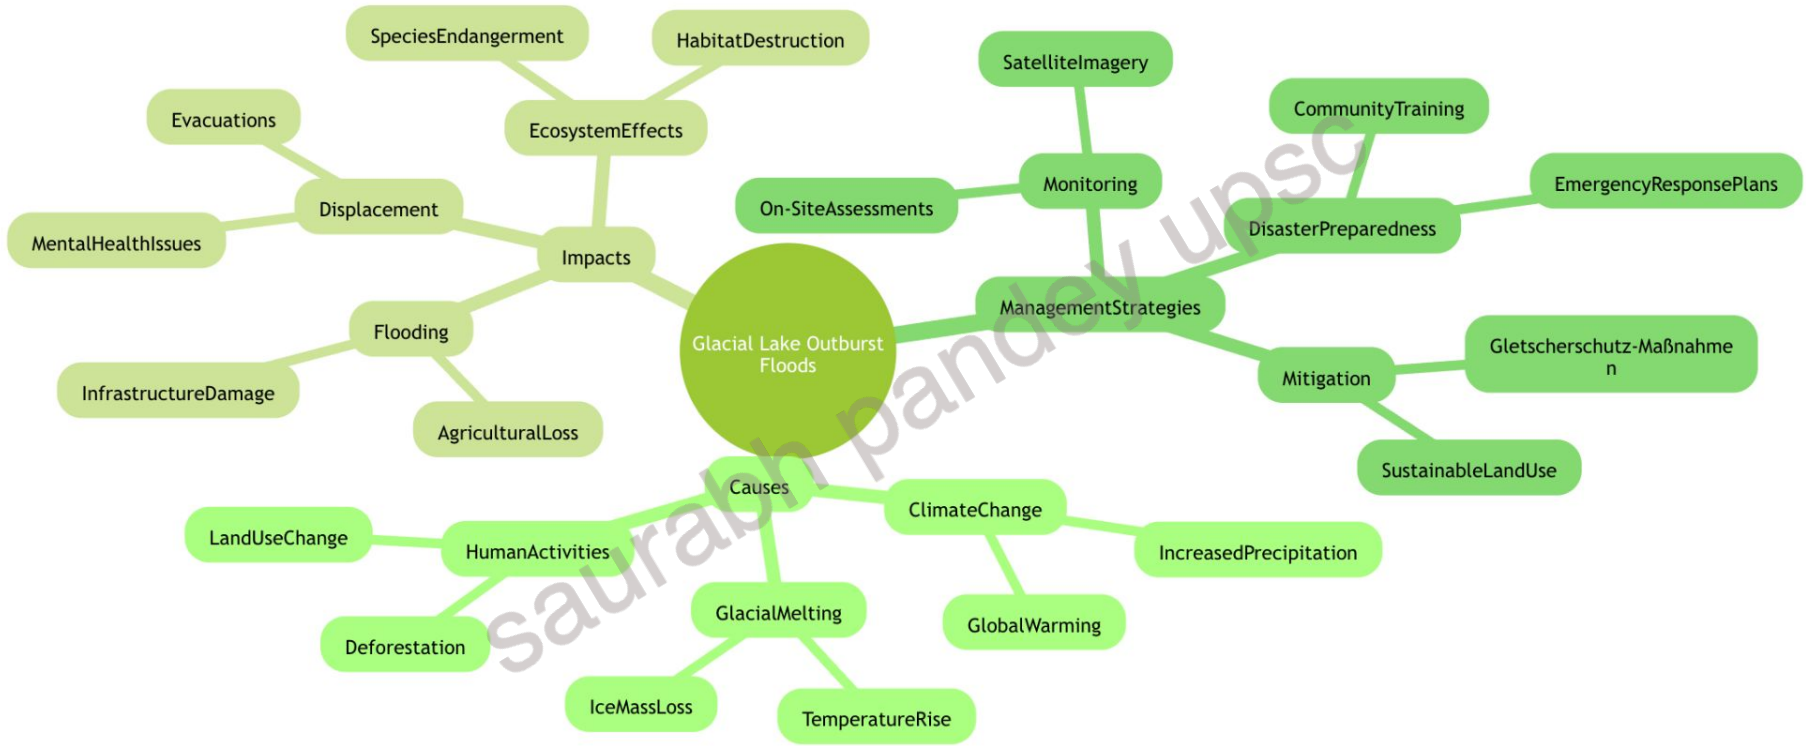 SpeciesEndangerment
HabitatDestruction
SatelliteImagery
Evacuations
EcosystemEffects
CommunityTraining
Displacement
Monitoring
EmergencyResponsePlans
MentalHealthIssues
On-SiteAssessments
DisasterPreparedness
Impacts
ManagementStrategies
Flooding
Glacial Lake Outburst
Floods
Gletscherschutz-Maßnahme
n
Mitigation
InfrastructureDamage
AgriculturalLoss
SustainableLandUse
Causes
ClimateChange
LandUseChange
HumanActivities
IncreasedPrecipitation
GlacialMelting
GlobalWarming
Deforestation
IceMassLoss
TemperatureRise
saurabh pandey upsc